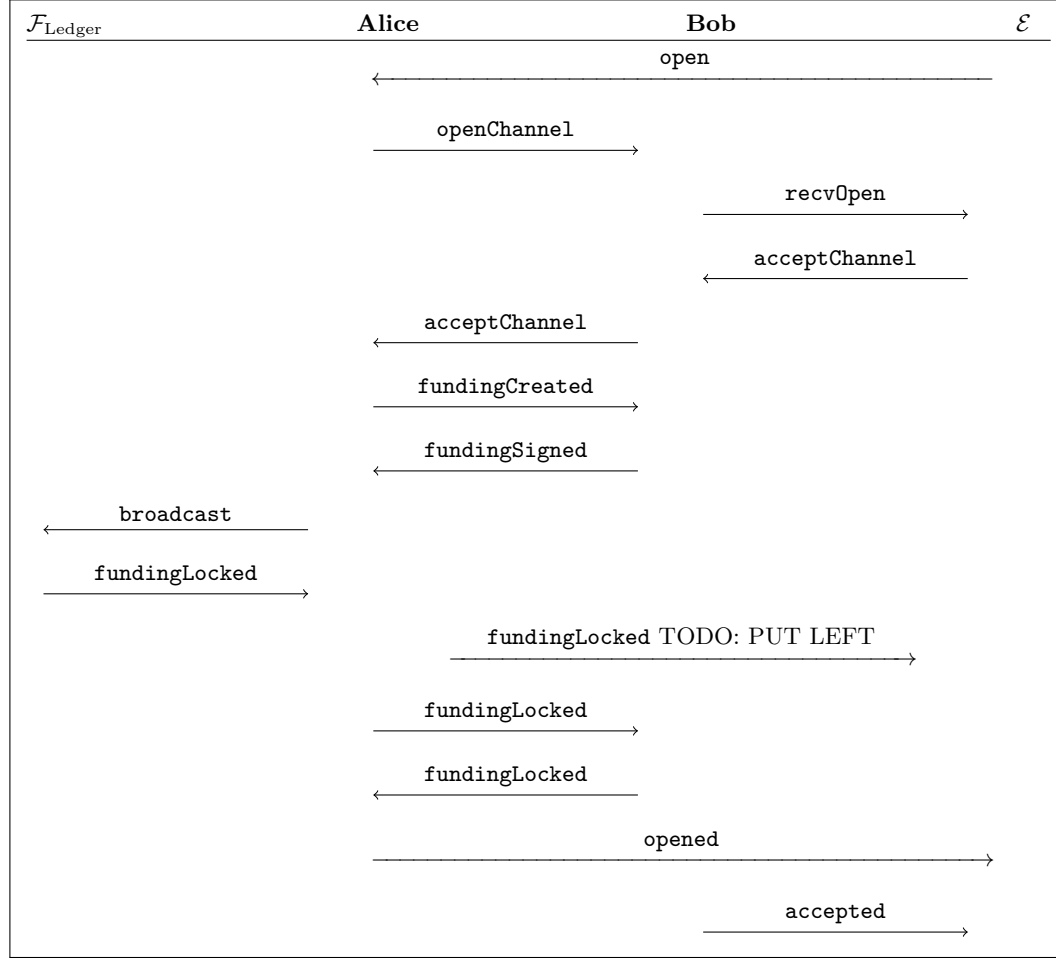 F_Ledger Alice Bob E
open
openChannel
recvOpen
acceptChannel
acceptChannel
fundingCreated
fundingSigned
broadcast
fundingLocked
fundingLocked TODO: PUT LEFT
fundingLocked
fundingLocked
opened
accepted